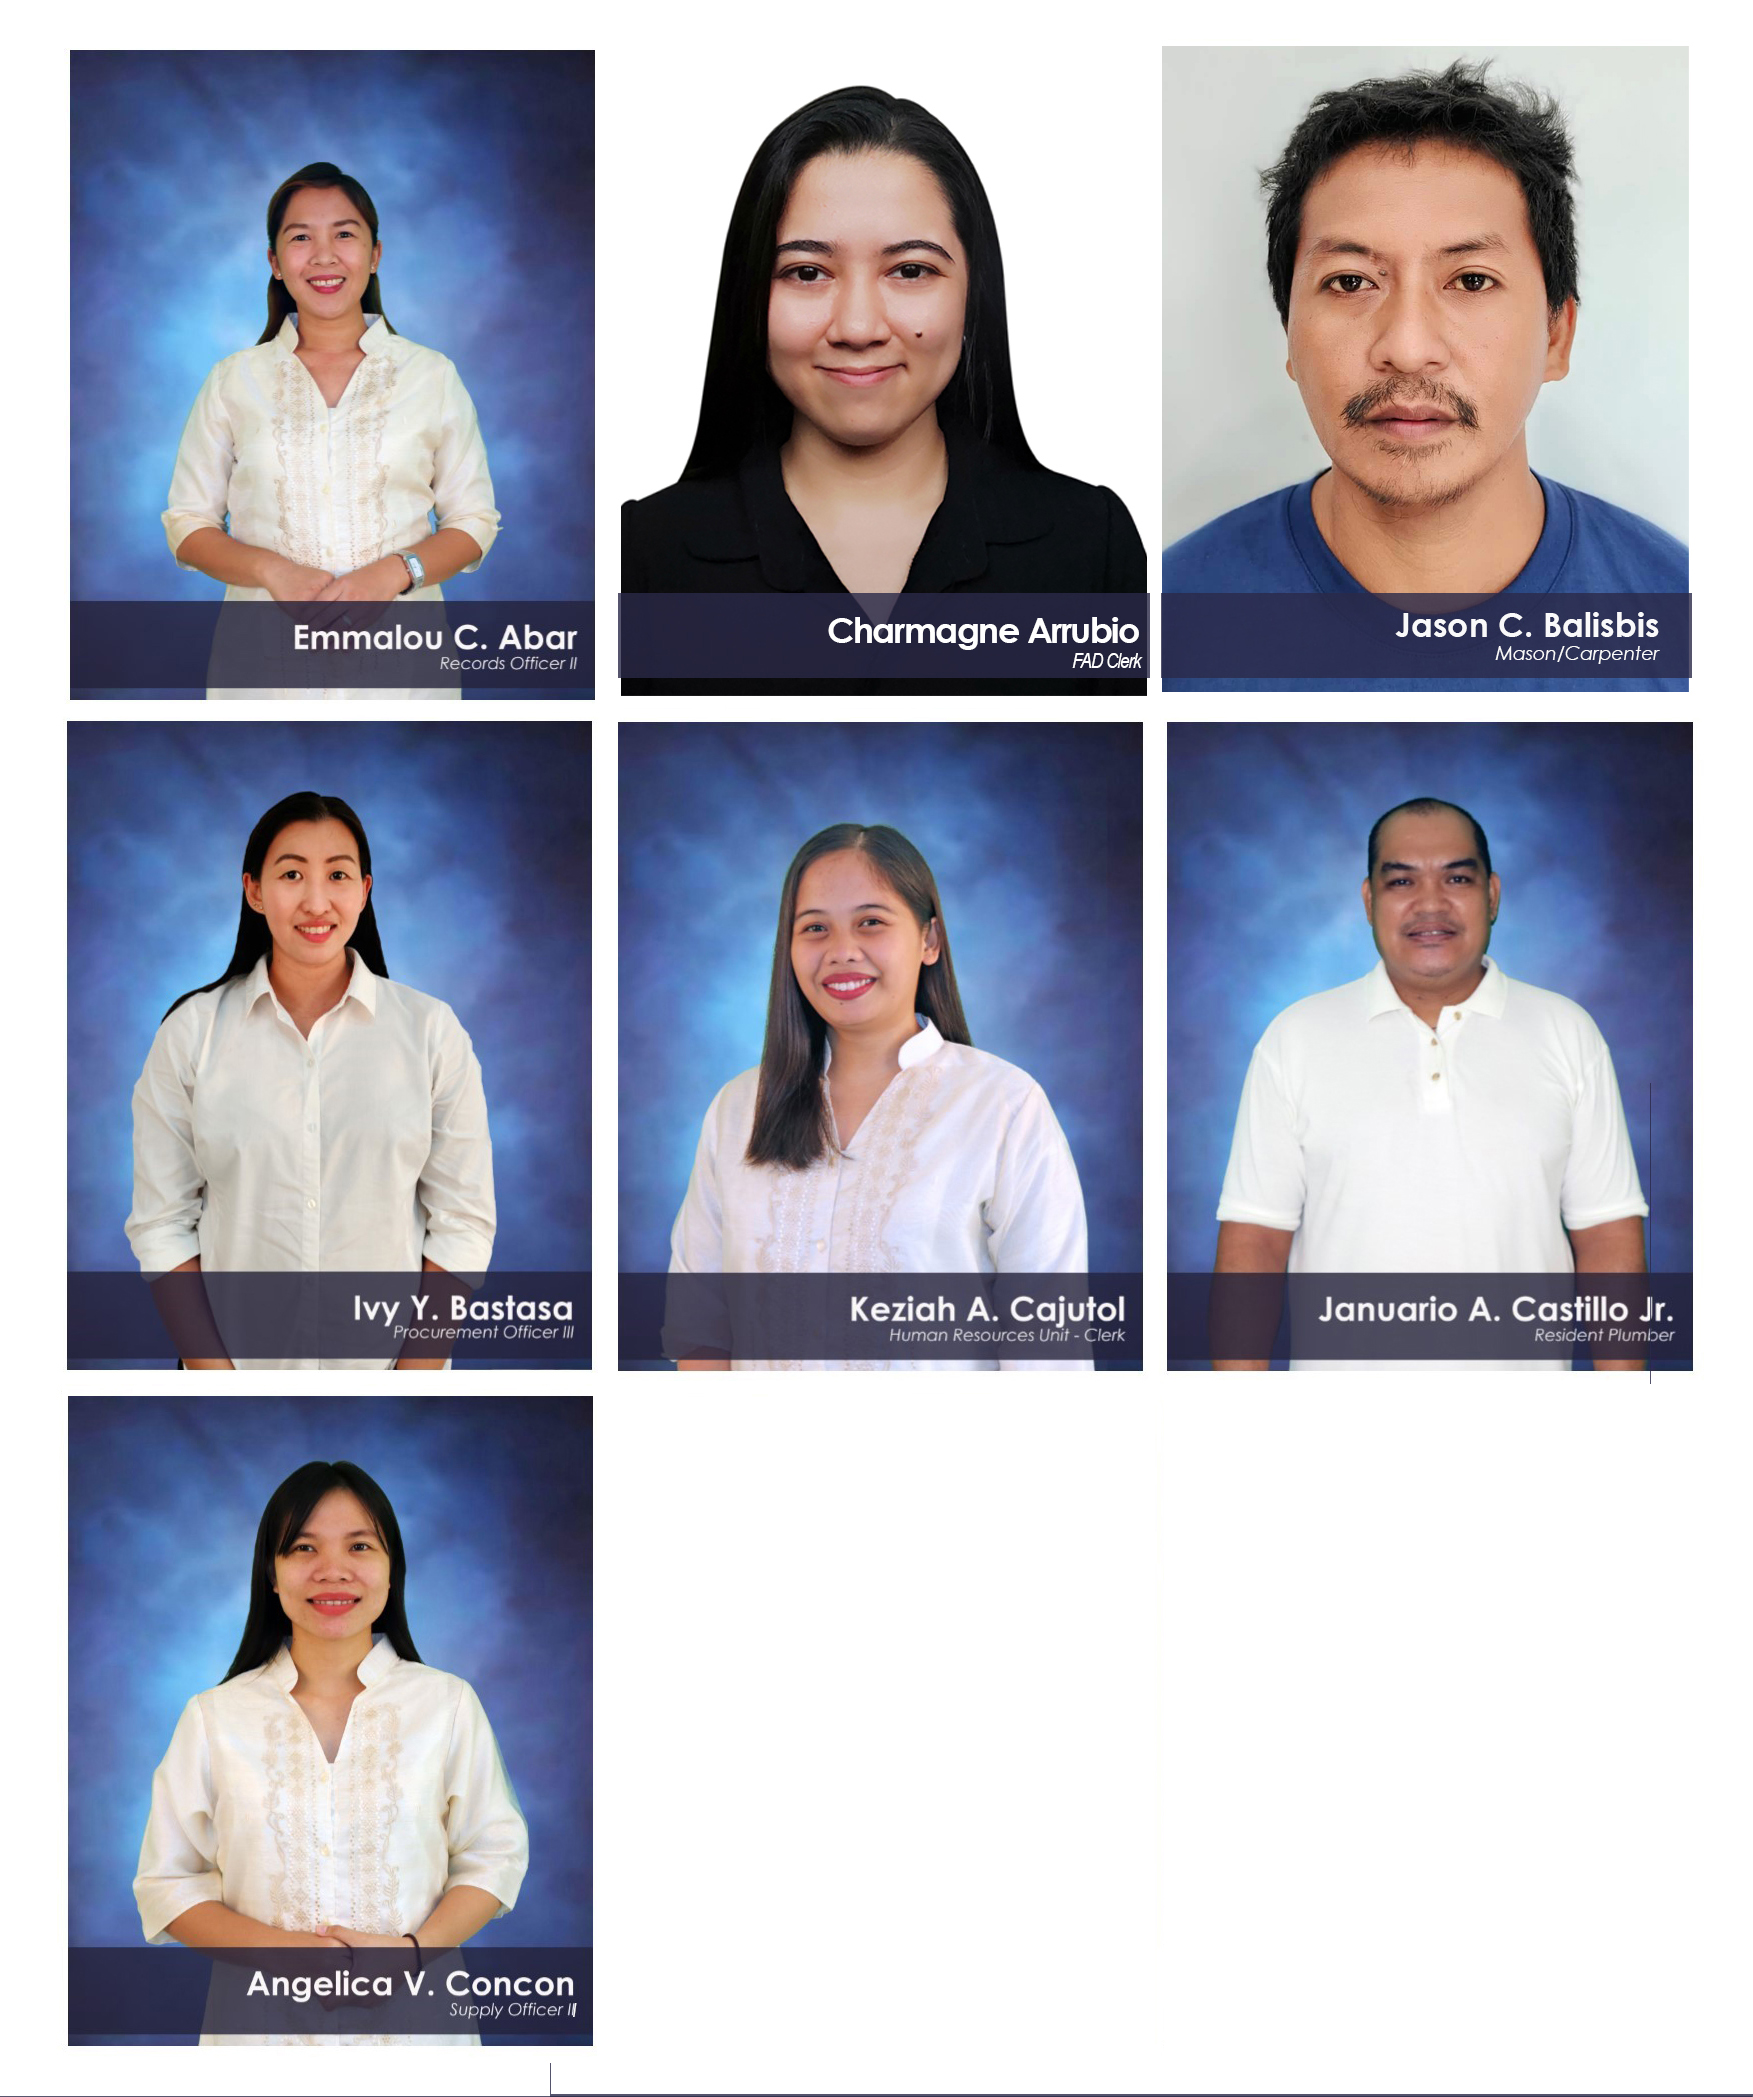 Emmalou C. Abar
Records Officer II
Charmagne Arrubio
FAD Clerk
Jason C. Balisbis
Mason/Carpenter
Ivy Y. Bastasa
Procurement Officer III
Keziah A. Cajutol
Human Resources Unit - Clerk
Januario A. Castillo Jr.
Resident Plumber
Angelica V. Concon
Supply Officer II